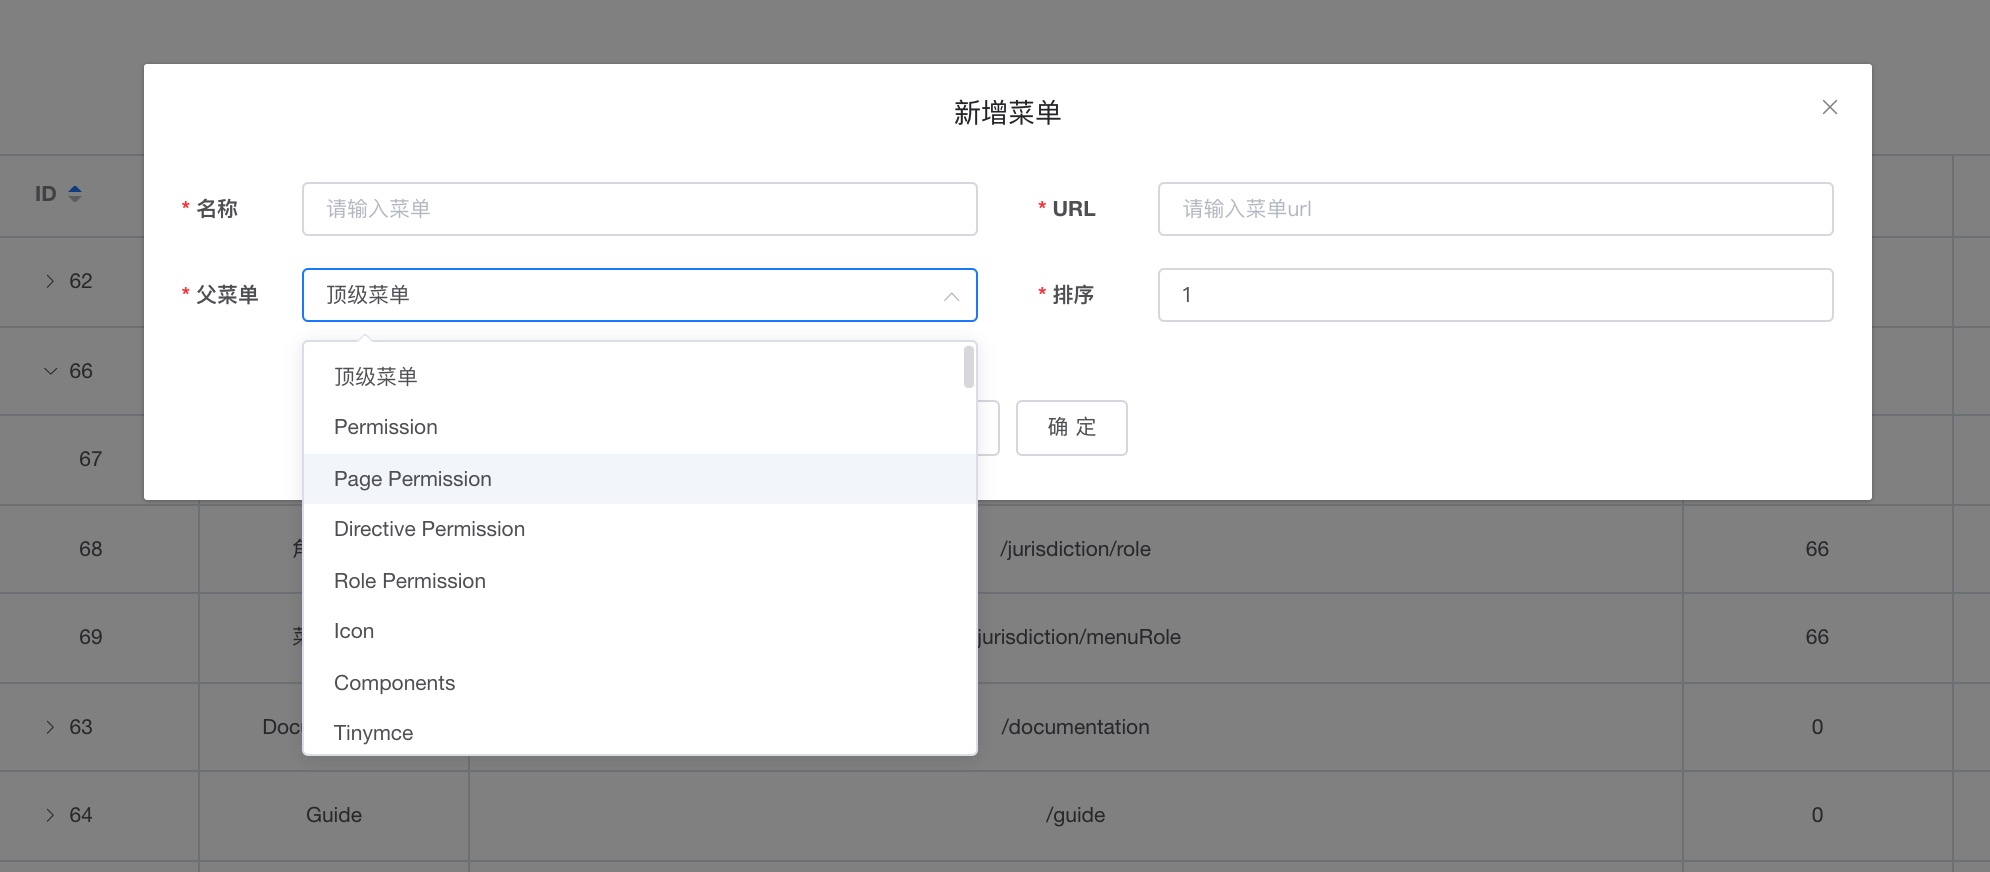 新增菜单
* 名称 请输入菜单 * URL 请输入菜单url
* 父菜单 顶级菜单 * 排序 1
顶级菜单
Permission
Page Permission
Directive Permission
Role Permission
Icon
Components
Tinymce
确 定
ID
62
66
67
68 /jurisdiction/role 66
69 jurisdiction/menuRole 66
63 Doc /documentation 0
64 Guide /guide 0